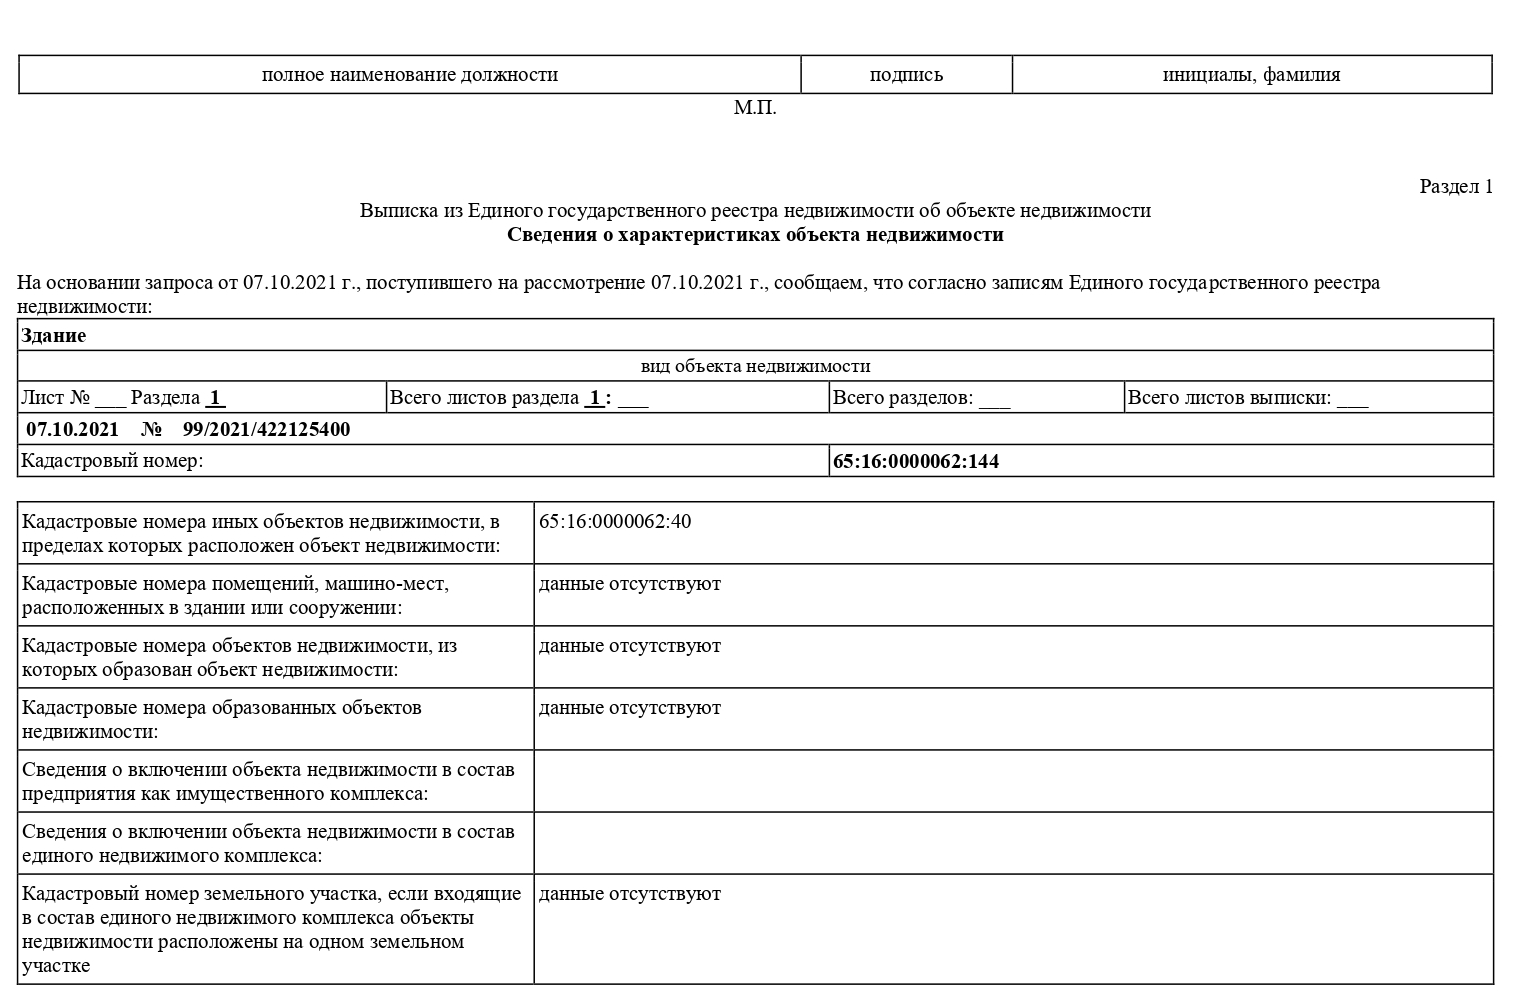 полное наименование должности подпись инициалы, фамилия
М.П.
Раздел 1
Выписка из Единого государственного реестра недвижимости об объекте недвижимости
Сведения о характеристиках объекта недвижимости
На основании запроса от 07.10.2021 г., поступившего на рассмотрение 07.10.2021 г., сообщаем, что согласно записям Единого государственного реестра
недвижимости:
Здание
вид объекта недвижимости
Лист № ___ Раздела 1 Всего листов раздела 1 : ___ Всего разделов: ___ Всего листов выписки: ___
07.10.2021 № 99/2021/422125400
Кадастровый номер: 65:16:0000062:144
Кадастровые номера иных объектов недвижимости, в 65:16:0000062:40
пределах которых расположен объект недвижимости:
Кадастровые номера помещений, машино-мест, данные отсутствуют
расположенных в здании или сооружении:
Кадастровые номера объектов недвижимости, из данные отсутствуют
которых образован объект недвижимости:
Кадастровые номера образованных объектов данные отсутствуют
недвижимости:
Сведения о включении объекта недвижимости в состав
предприятия как имущественного комплекса:
Сведения о включении объекта недвижимости в состав
единого недвижимого комплекса:
Кадастровый номер земельного участка, если входящие данные отсутствуют
в состав единого недвижимого комплекса объекты
недвижимости расположены на одном земельном
участке